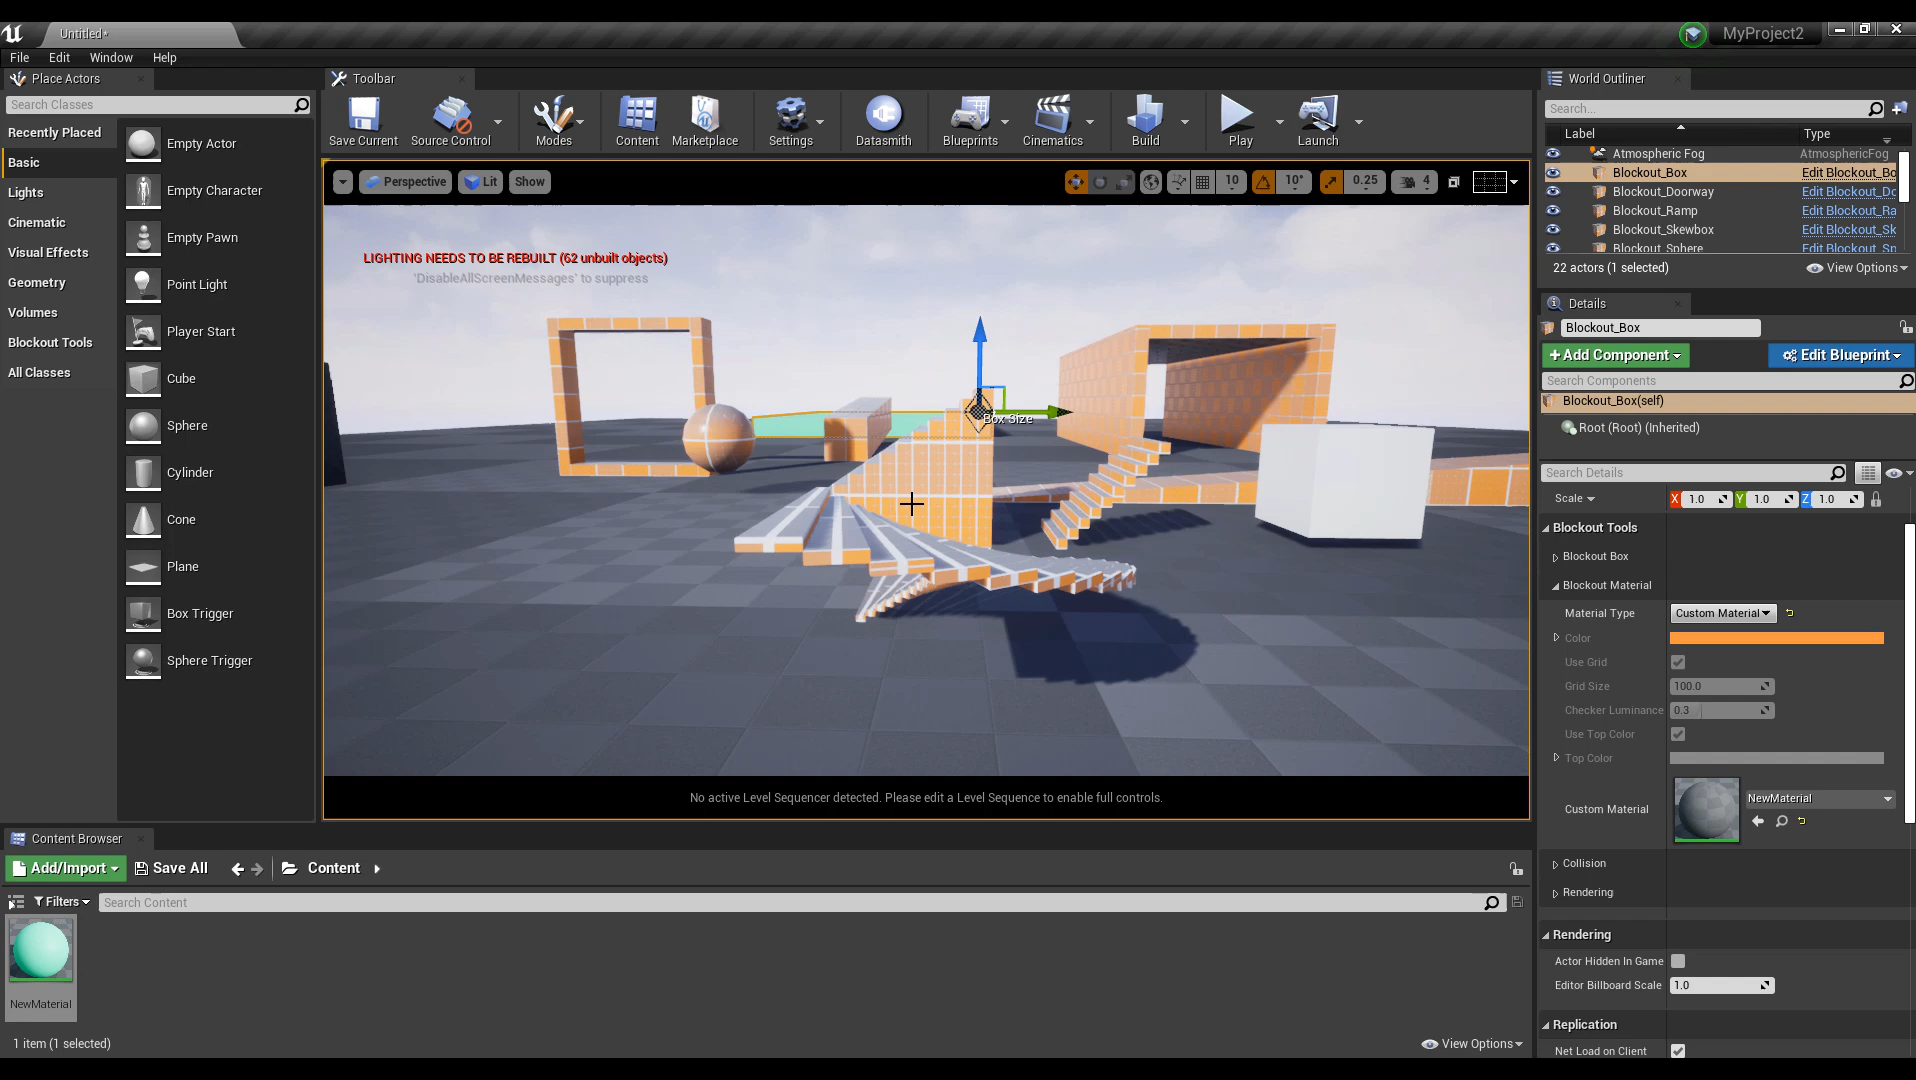 Untitled*
MyProject2
File Edit Window Help
Place Actors
Toolbar
World Outliner
Search Classes
Recently Placed
Basic
Lights
Cinematic
Visual Effects
Geometry
Volumes
Blockout Tools
All Classes
Empty Actor
Empty Character
Empty Pawn
Point Light
Player Start
Cube
Sphere
Cylinder
Cone
Plane
Box Trigger
Sphere Trigger
Save Current
Source Control
Modes
Content
Marketplace
Settings
Datasmith
Blueprints
Cinematics
Build
Play
Launch
Perspective
Lit
Show
10
10°
0.25
4
LIGHTING NEEDS TO BE REBUILT (62 unbuilt objects)
'DisableAllScreenMessages' to suppress
Box Size
No active Level Sequencer detected. Please edit a Level Sequence to enable full controls.
Search...
Label Type
Atmospheric Fog AtmosphericFog
Blockout_Box Edit Blockout_Bo
Blockout_Doorway Edit Blockout_Do
Blockout_Ramp Edit Blockout_Ra
Blockout_Skewbox Edit Blockout_Sk
Blockout_Sphere Edit Blockout_Sp
22 actors (1 selected)
View Options
Details
Blockout_Box
Add Component
Edit Blueprint
Search Components
Blockout_Box(self)
Root (Root) (Inherited)
Search Details
Scale X 1.0 Y 1.0 Z 1.0
Blockout Tools
Blockout Box
Blockout Material
Material Type Custom Material
Color
Use Grid
Grid Size 100.0
Checker Luminance 0.3
Use Top Color
Top Color
Custom Material NewMaterial
Collision
Rendering
Rendering
Actor Hidden In Game
Editor Billboard Scale 1.0
Replication
Net Load on Client
Content Browser
Add/Import
Save All
Content
Filters
Search Content
NewMaterial
1 item (1 selected)
View Options